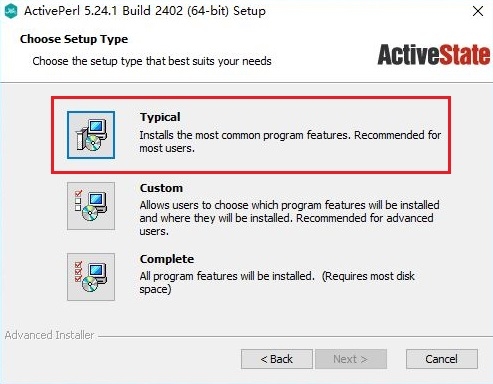 ActivePerl 5.24.1 Build 2402 (64-bit) Setup
Choose Setup Type
Choose the setup type that best suits your needs
ActiveState
Typical
Installs the most common program features. Recommended for
most users.
Custom
Allows users to choose which program features will be installed
and where they will be installed. Recommended for advanced
users.
Complete
All program features will be installed. (Requires most disk
space)
Advanced Installer
< Back
Next >
Cancel